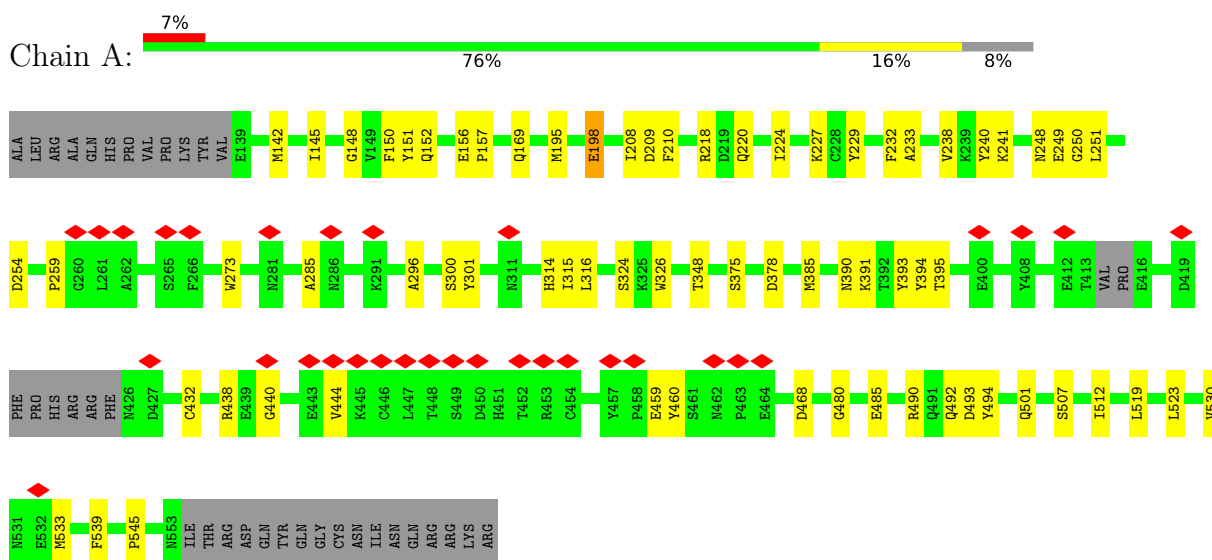 7%
Chain A:
76% 16% 8%
ALA LEU ARG ALA GLN HIS PRO VAL PRO LYS TYR VAL E139 M142 I145 G148 V149 F150 Y151 Q152 E156 P157 Q169 M195 E198 I208 D209 F210 R218 D219 Q220 I224 K227 C228 Y229 F232 A233 V238 K239 Y240 K241 N248 E249 G250 L251
D254 P259 G260 L261 A262 S265 F266 W273 N281 A285 N286 K291 A296 S300 Y301 N311 H314 I315 L316 S324 K325 W326 T348 S375 D378 M385 N390 K391 T392 Y393 Y394 T395 E400 Y408 E412 T413 VAL PRO E416 D419
PHE PRO HIS ARG ARG PHE N426 D427 C432 R438 E439 G440 E443 V444 K445 C446 L447 T448 S449 D450 H451 T452 R453 C454 Y457 P458 E459 Y460 S461 N462 P463 E464 D468 G480 E485 R490 Q491 Q492 D493 Y494 Q501 S507 I512 L519 L523 V530
N531 E532 M533 F539 P545 N553 ILE THR ARG ASP GLN TYR GLN GLY CYS ASN ILE ASN GLN ARG ARG LYS ARG